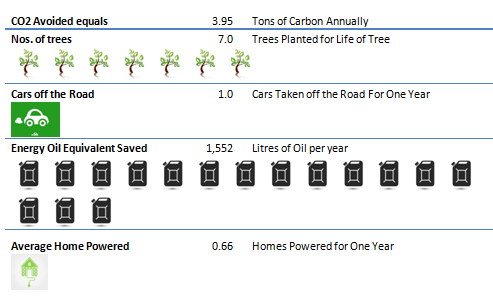 CO2 Avoided equals 3.95 Tons of Carbon Annually
Nos. of trees 7.0 Trees Planted for Life of Tree
Cars off the Road 1.0 Cars Taken off the Road For One Year
Energy Oil Equivalent Saved 1,552 Litres of Oil per year
Average Home Powered 0.66 Homes Powered for One Year